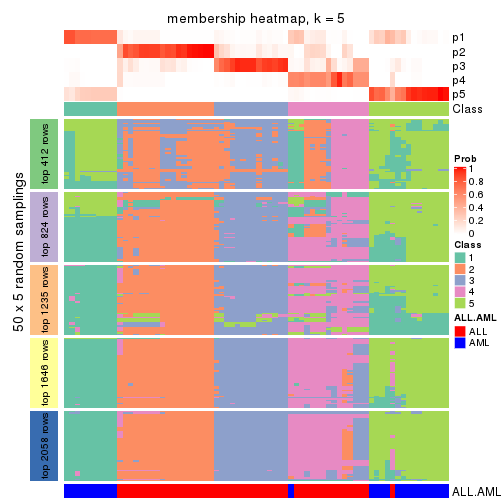 membership heatmap, k = 5
p1
p2
p3
p4
p5
Class
50 x 5 random samplings
top 412 rows
top 824 rows
top 1235 rows
top 1646 rows
top 2058 rows
ALL.AML
Prob
1
0.8
0.6
0.4
0.2
0
Class
1
2
3
4
5
ALL.AML
ALL
AML